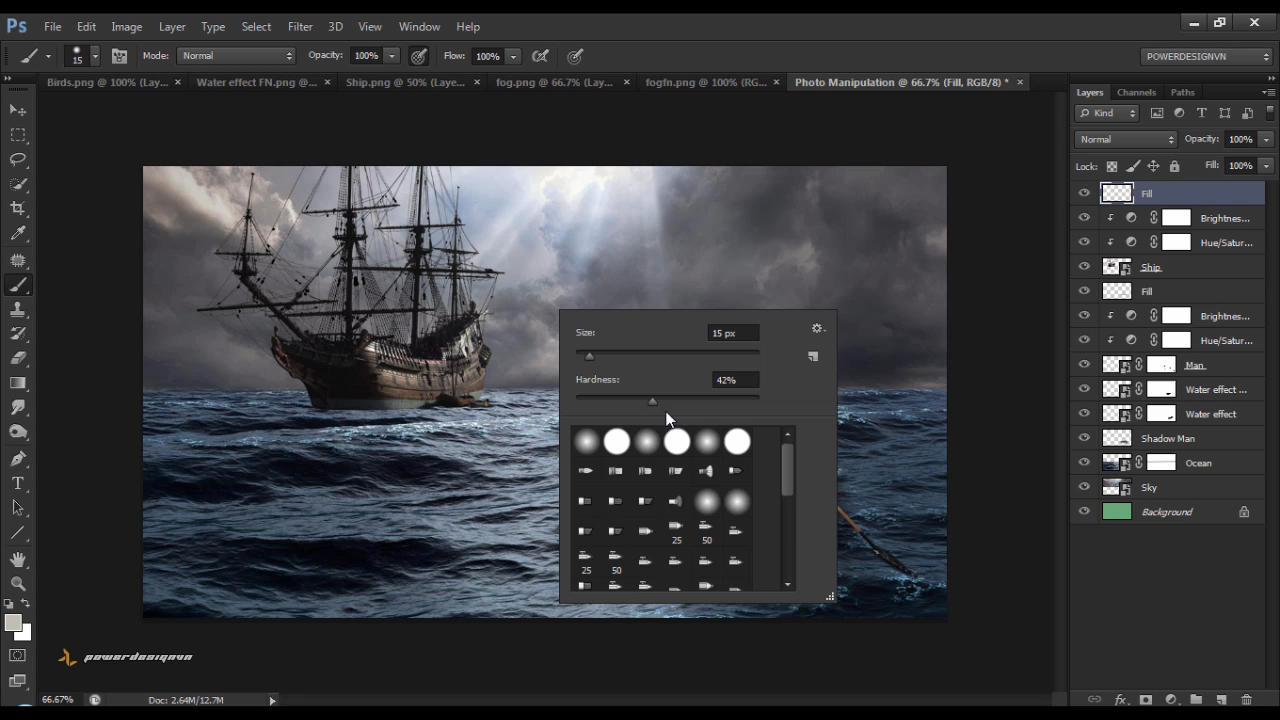 Ps File Edit Image Layer Type Select Filter 3D View Window Help
15 Mode: Normal Opacity: 100% Flow: 100% POWERDESIGNVN
Birds.png @ 100% (Lay... × Water effect FN.png @... × Ship.png @ 50% (Laye... × fog.png @ 66.7% (Lay... × fogfn.png @ 100% (RG... × Photo Manipulation @ 66.7% (Fill, RGB/8) * ×
Layers Channels Paths
Kind
Normal Opacity: 100%
Lock: Fill: 100%
Fill
Brightnes...
Hue/Satur...
Ship
Fill
Brightnes...
Hue/Satur...
Man
Water effect ...
Water effect
Shadow Man
Ocean
Sky
Background
Size: 15 px
Hardness: 42%
25 50
25 50
powerdesignvn
66.67% Doc: 2.64M/12.7M